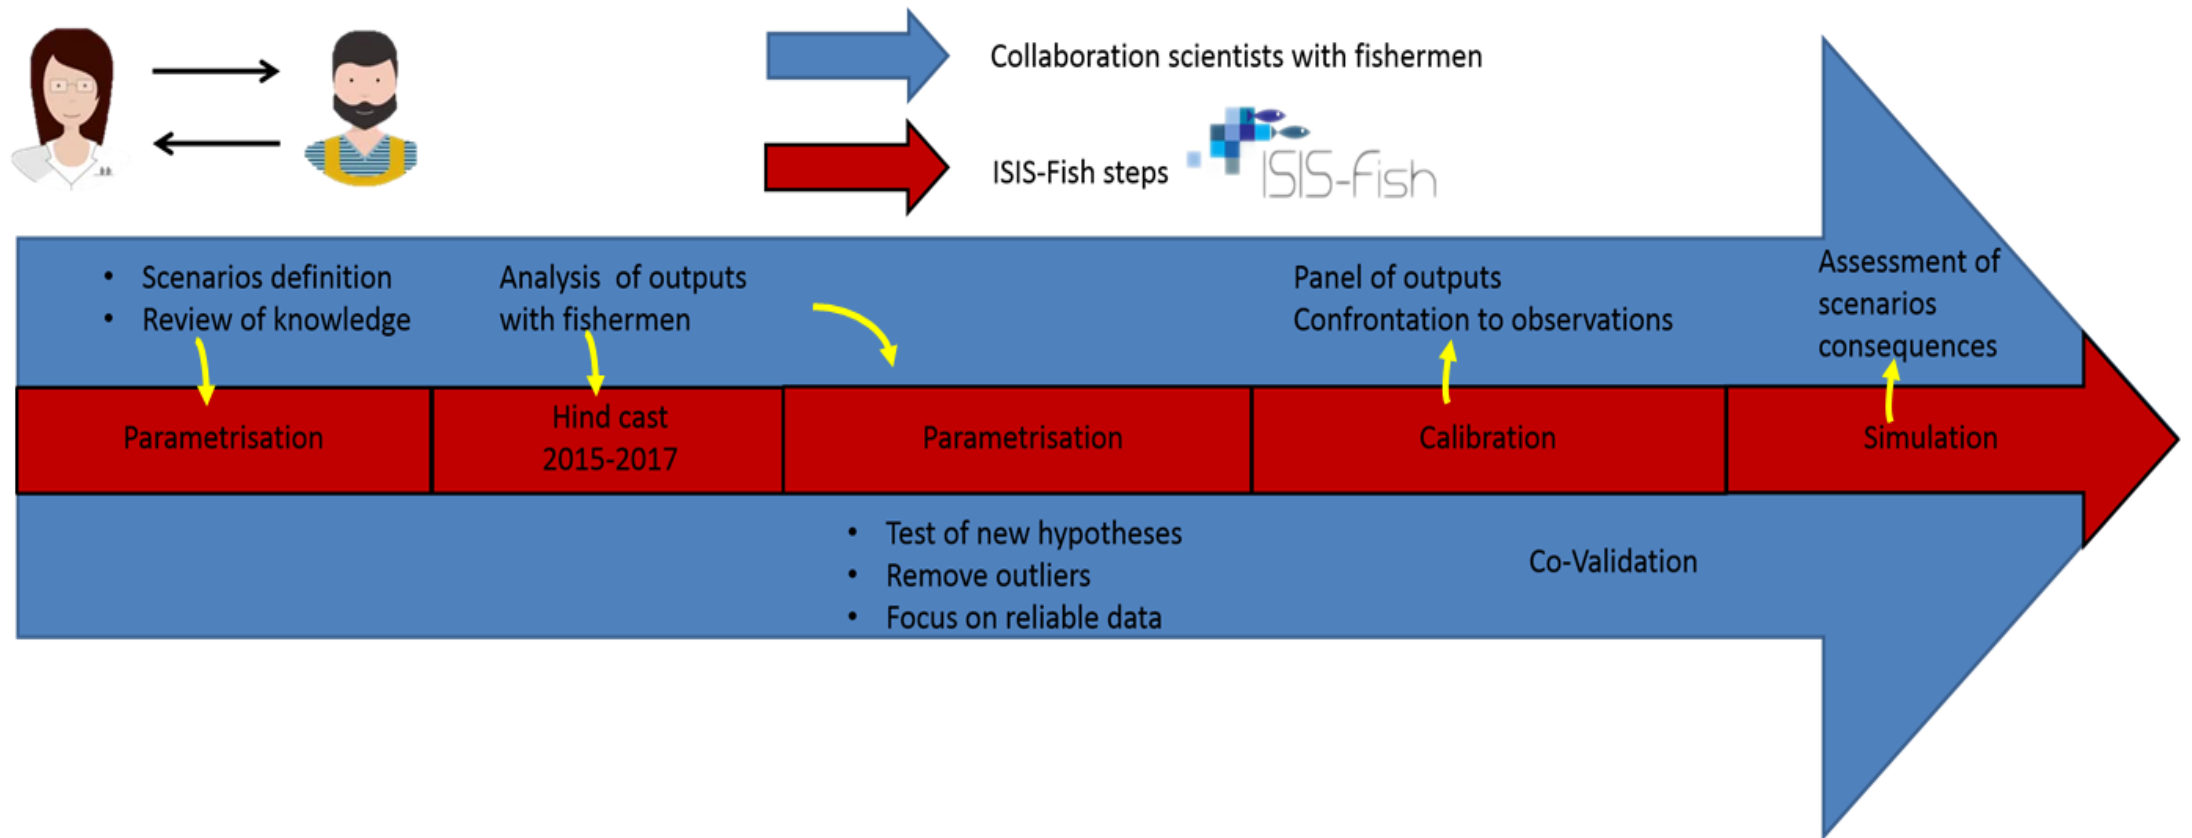 Collaboration scientists with fishermen
ISIS-Fish steps
ISIS-Fish
• Scenarios definition
• Review of knowledge
Analysis of outputs
with fishermen
Panel of outputs
Confrontation to observations
Assessment of
scenarios
consequences
Parametrisation
Hind cast
2015-2017
Parametrisation
Calibration
Simulation
• Test of new hypotheses
• Remove outliers
• Focus on reliable data
Co-Validation